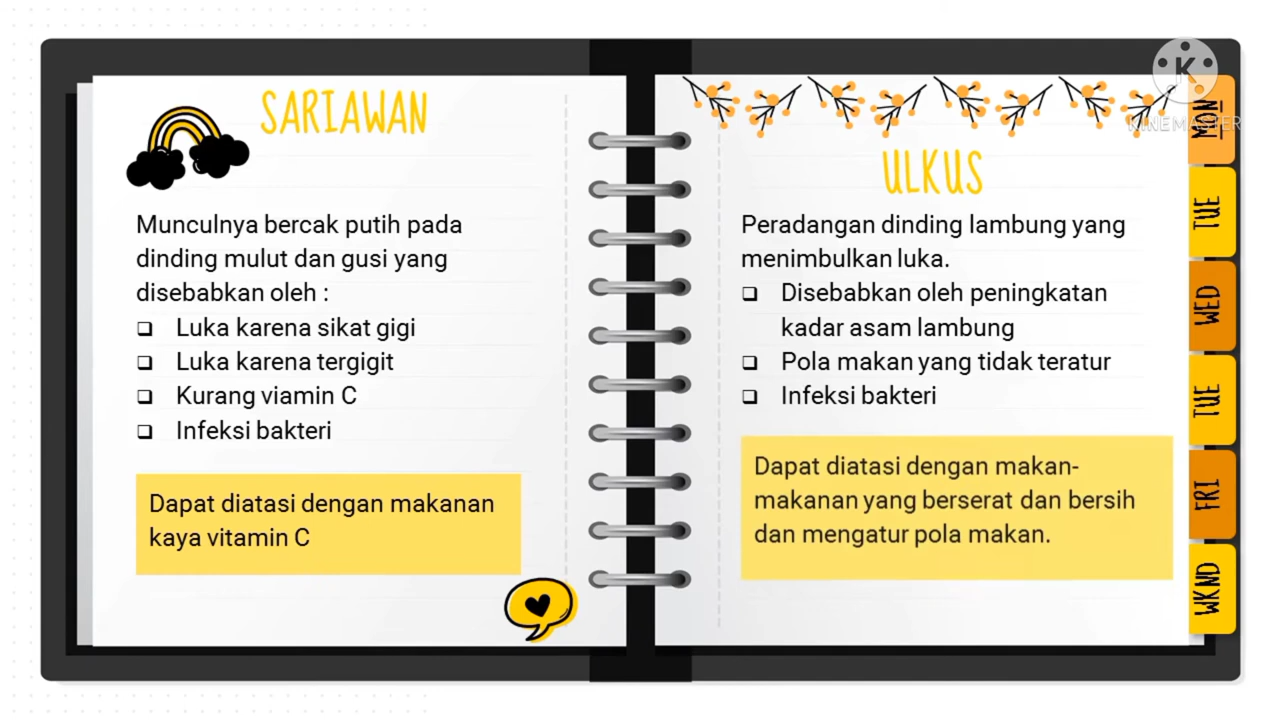 SARIAWAN
Munculnya bercak putih pada
dinding mulut dan gusi yang
disebabkan oleh :
❑ Luka karena sikat gigi
❑ Luka karena tergigit
❑ Kurang viamin C
❑ Infeksi bakteri
Dapat diatasi dengan makanan
kaya vitamin C
ULKUS
Peradangan dinding lambung yang
menimbulkan luka.
❑ Disebabkan oleh peningkatan
kadar asam lambung
❑ Pola makan yang tidak teratur
❑ Infeksi bakteri
Dapat diatasi dengan makan-
makanan yang berserat dan bersih
dan mengatur pola makan.
K
KINEMASTER
MON
TUE
WED
TUE
FRI
WKND